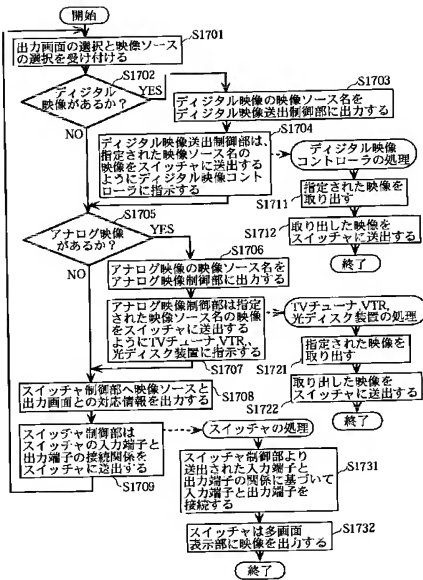 開始
出力画面の選択と映像ソース
の選択を受け付ける
S1701
S1702
ディジタル
映像があるか？
YES
NO
S1703
ディジタル映像の映像ソース名を
ディジタル映像送出制御部に出力する
S1704
ディジタル映像送出制御部は、
指定された映像ソース名の
映像をスイッチャに送出する
ようにディジタル映像コント
ローラに指示する
ディジタル映像
コントローラの処理
S1711
指定された映像を
取り出す
S1712
取り出した映像を
スイッチャに送出する
終了
S1705
アナログ映像
があるか？
YES
NO
S1706
アナログ映像の映像ソース名を
アナログ映像制御部に出力する
アナログ映像制御部は指定
された映像ソース名の映像
をスイッチャに送出する
ようにTVチューナ,VTR,
光ディスク装置に指示する
S1707
TVチューナ,VTR,
光ディスク装置の処理
S1721
指定された映像を
取り出す
S1722
取り出した映像を
スイッチャに送出する
終了
スイッチャ制御部へ映像ソースと
出力画面との対応情報を出力する
S1708
スイッチャ制御部は
スイッチャの入力端子と
出力端子の接続関係を
スイッチャに送出する
S1709
スイッチャの処理
S1731
スイッチャ制御部より
送出された入力端子と
出力端子の関係に基づいて
入力端子と出力端子を
接続する
S1732
スイッチャは多画面
表示部に映像を出力する
終了